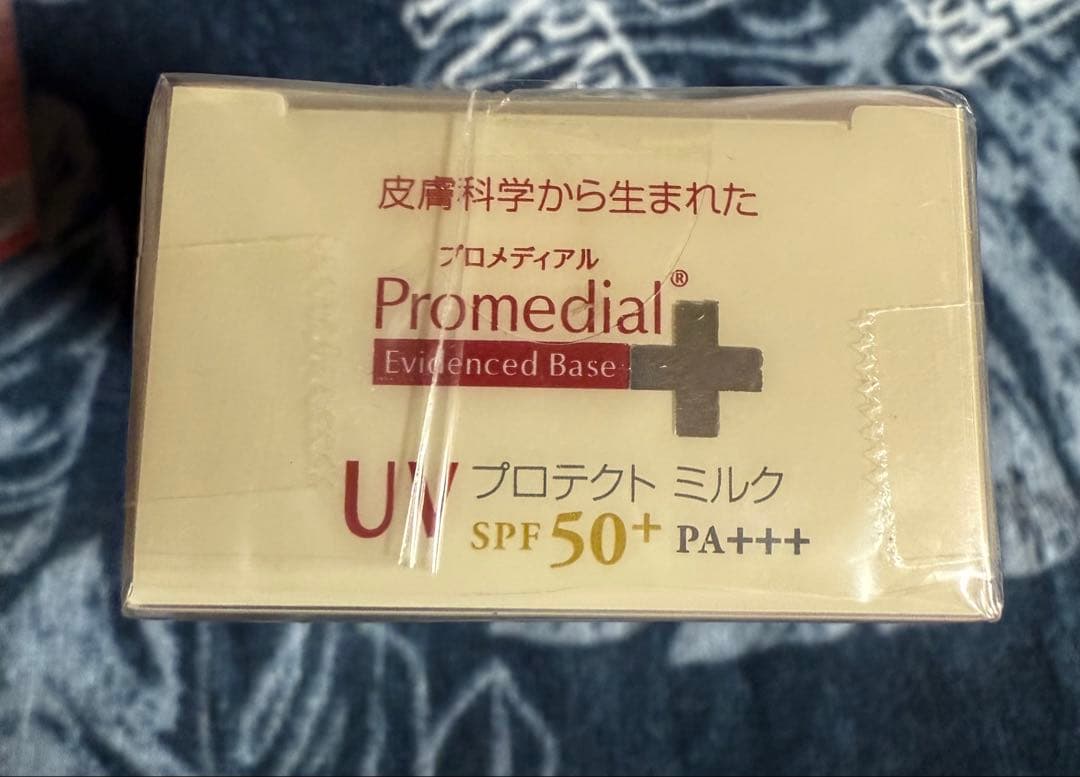 皮膚科学から生まれた
プロメディアル
Promedial®
Evidenced Base
UV プロテクト ミルク
SPF 50+ PA+++